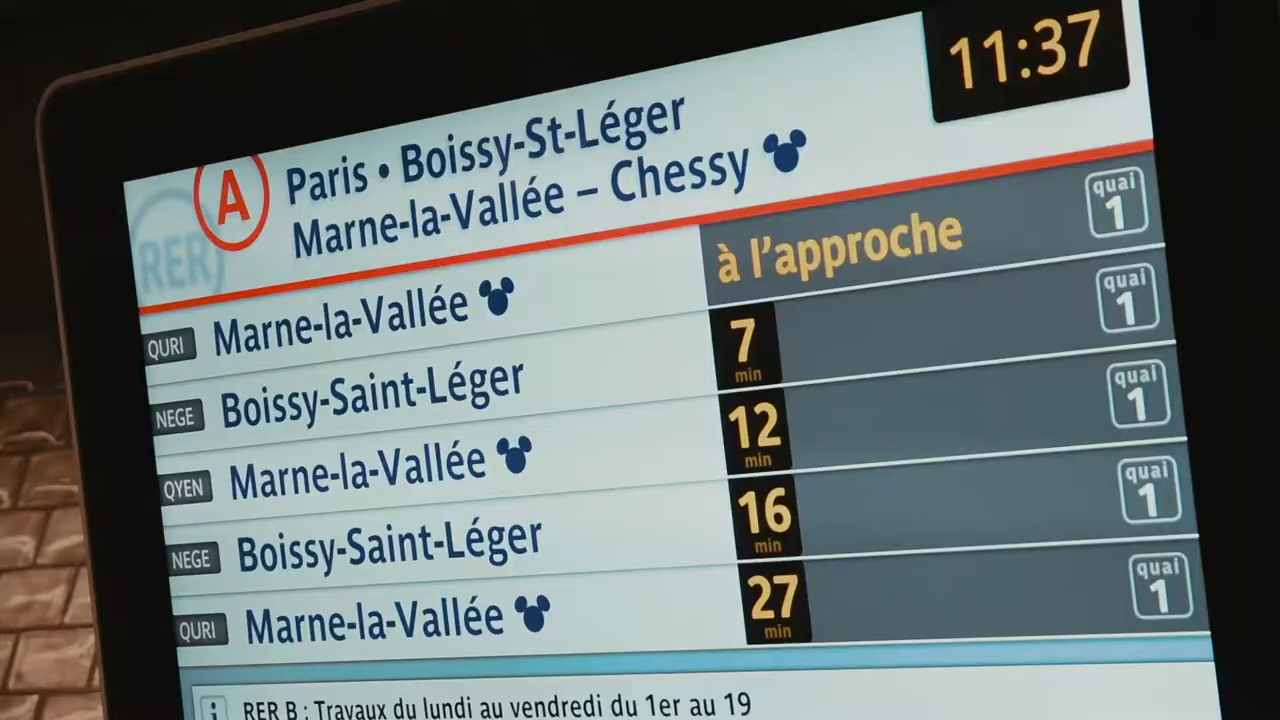 11:37
RER A Paris • Boissy-St-Léger
Marne-la-Vallée – Chessy
QURI Marne-la-Vallée à l'approche quai 1
NEGE Boissy-Saint-Léger 7 min quai 1
QYEN Marne-la-Vallée 12 min quai 1
NEGE Boissy-Saint-Léger 16 min quai 1
QURI Marne-la-Vallée 27 min quai 1
i RER B : Travaux du lundi au vendredi du 1er au 19